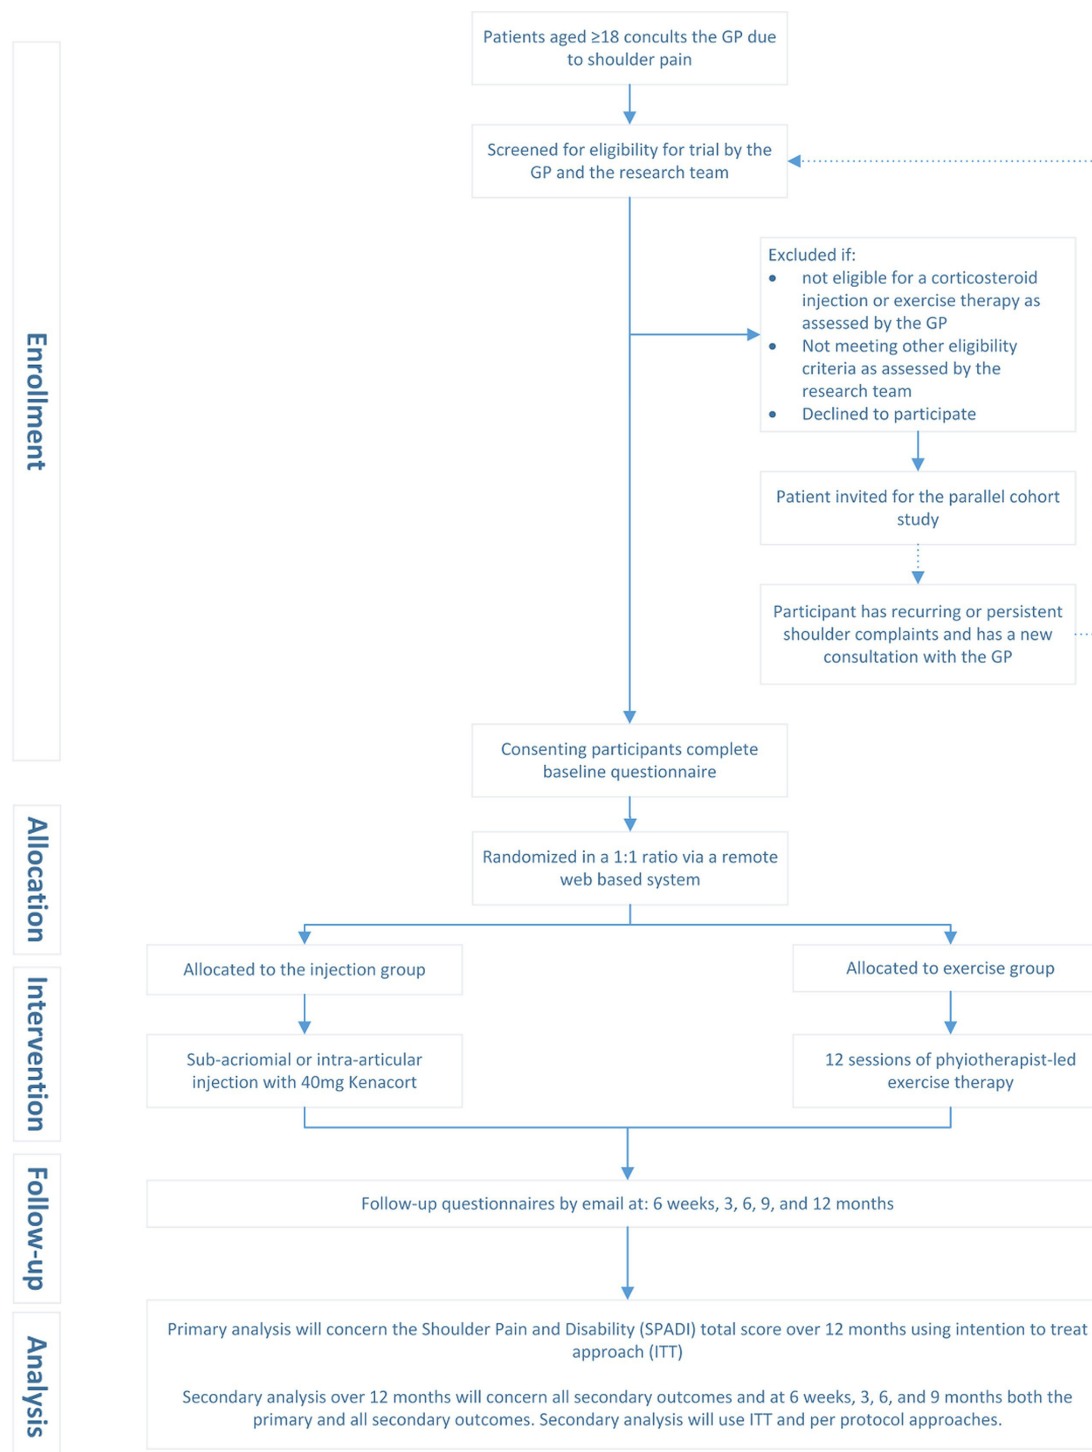 Patients aged ≥18 concults the GP due
to shoulder pain
Screened for eligibility for trial by the
GP and the research team
Excluded if:
• not eligible for a corticosteroid
injection or exercise therapy as
assessed by the GP
• Not meeting other eligibility
criteria as assessed by the
research team
• Declined to participate
Enrollment
Patient invited for the parallel cohort
study
Participant has recurring or persistent
shoulder complaints and has a new
consultation with the GP
Consenting participants complete
baseline questionnaire
Allocation
Randomized in a 1:1 ratio via a remote
web based system
Allocated to the injection group
Allocated to exercise group
Intervention
Sub-acriomial or intra-articular
injection with 40mg Kenacort
12 sessions of phyiotherapist-led
exercise therapy
Follow-up
Follow-up questionnaires by email at: 6 weeks, 3, 6, 9, and 12 months
Analysis
Primary analysis will concern the Shoulder Pain and Disability (SPADI) total score over 12 months using intention to treat
approach (ITT)
Secondary analysis over 12 months will concern all secondary outcomes and at 6 weeks, 3, 6, and 9 months both the
primary and all secondary outcomes. Secondary analysis will use ITT and per protocol approaches.